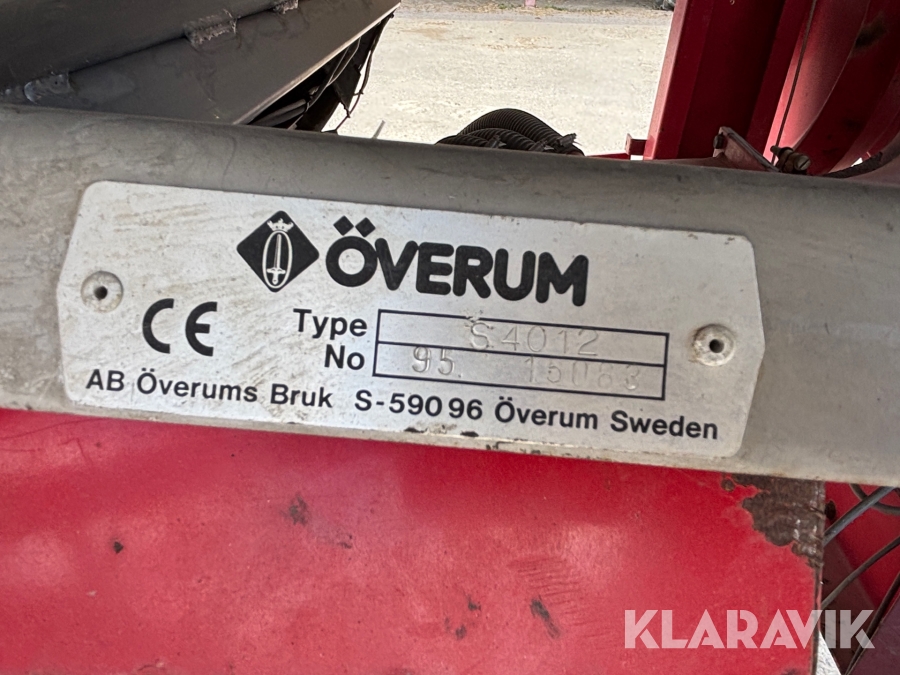 ÖVERUM
CE
Type S4012
No 95. 15083
AB Överums Bruk S-590 96 Överum Sweden
KLARAVIK